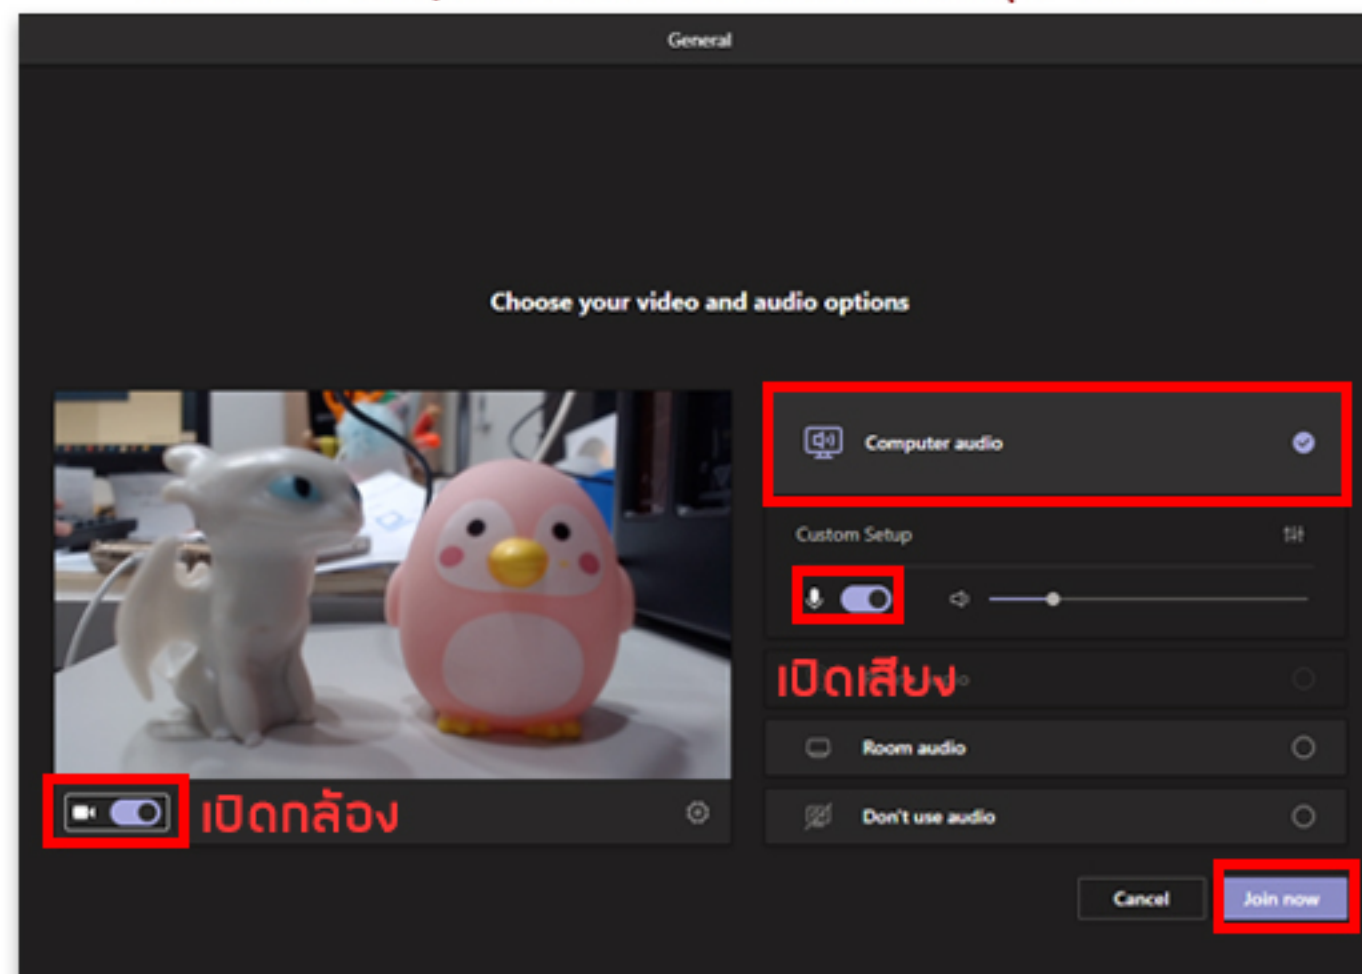 General
Choose your video and audio options
Computer audio
Custom Setup
เปิดเสียง
Room audio
เปิดกล้อง
Don't use audio
Cancel
Join now